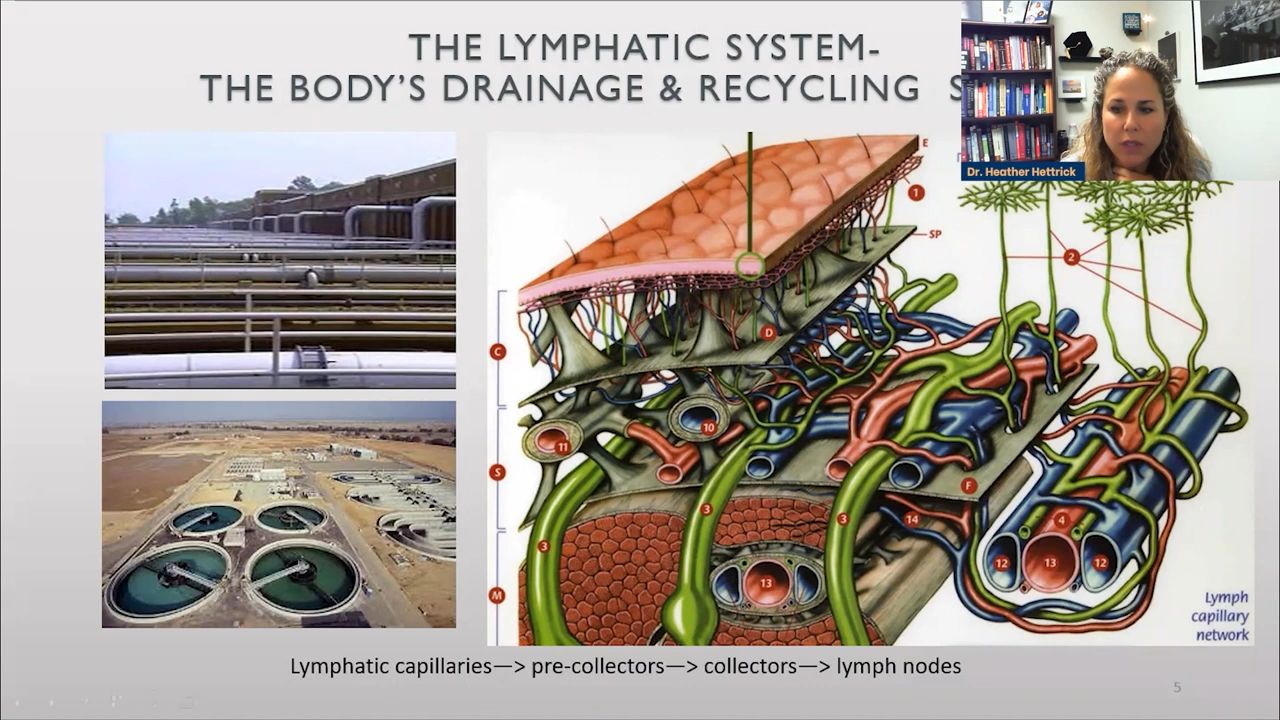 THE LYMPHATIC SYSTEM-
THE BODY'S DRAINAGE & RECYCLING S
Dr. Heather Hettrick
E
1
SP
2
D
C
10
11
S
F
3
3
3
14
4
12
13
12
13
M
Lymph
capillary
network
Lymphatic capillaries—> pre-collectors—> collectors—> lymph nodes
5